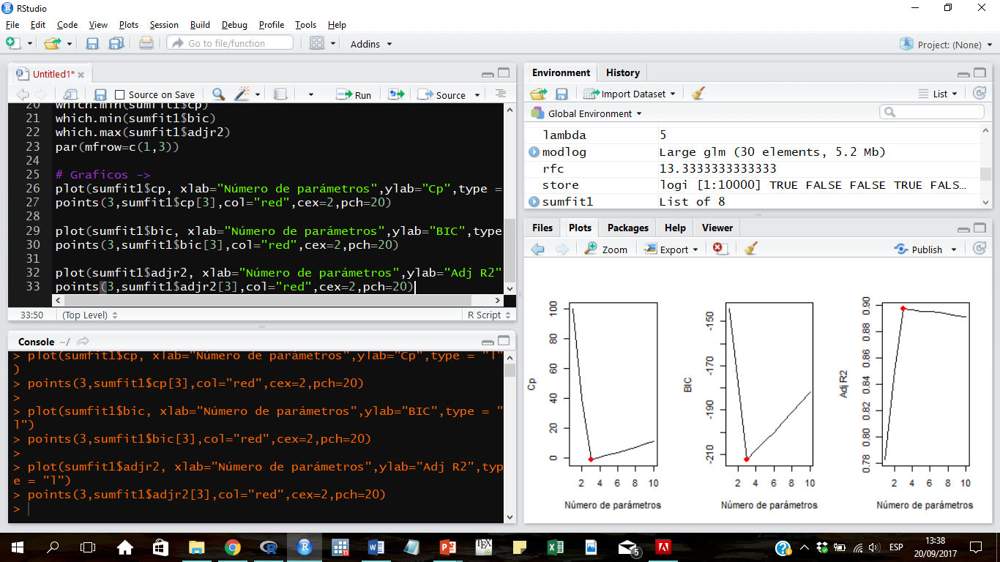 RStudio
File Edit Code View Plots Session Build Debug Profile Tools Help
Go to file/function
Addins
Project: (None)
Untitled1*
Source on Save
Run
Source
20 which.min(sumfit1$cp)
21 which.min(sumfit1$bic)
22 which.max(sumfit1$adjr2)
23 par(mfrow=c(1,3))
24
25 # Graficos ->
26 plot(sumfit1$cp, xlab="Número de parámetros",ylab="Cp",type =
27 points(3,sumfit1$cp[3],col="red",cex=2,pch=20)
28
29 plot(sumfit1$bic, xlab="Número de parámetros",ylab="BIC",type
30 points(3,sumfit1$bic[3],col="red",cex=2,pch=20)
31
32 plot(sumfit1$adjr2, xlab="Número de parámetros",ylab="Adj R2"
33 points(3,sumfit1$adjr2[3],col="red",cex=2,pch=20)
33:50 (Top Level) R Script
Console ~/
> plot(sumfit1$cp, xlab="Número de parámetros",ylab="Cp",type = "l"
)
> points(3,sumfit1$cp[3],col="red",cex=2,pch=20)
>
> plot(sumfit1$bic, xlab="Número de parámetros",ylab="BIC",type = "
l")
> points(3,sumfit1$bic[3],col="red",cex=2,pch=20)
>
> plot(sumfit1$adjr2, xlab="Número de parámetros",ylab="Adj R2",typ
e = "l")
> points(3,sumfit1$adjr2[3],col="red",cex=2,pch=20)
>
Environment History
Import Dataset List
Global Environment
lambda 5
modlog Large glm (30 elements, 5.2 Mb)
rfc 13.3333333333333
store logi [1:10000] TRUE FALSE FALSE TRUE FALS…
sumfit1 List of 8
Files Plots Packages Help Viewer
Zoom Export Publish
Cp
100
80
60
40
20
0
2 4 6 8 10
Número de parámetros
BIC
-150
-170
-190
-210
2 4 6 8 10
Número de parámetros
Adj R2
0.90
0.88
0.86
0.84
0.82
0.80
0.78
2 4 6 8 10
Número de parámetros
ESP
13:38
20/09/2017
5